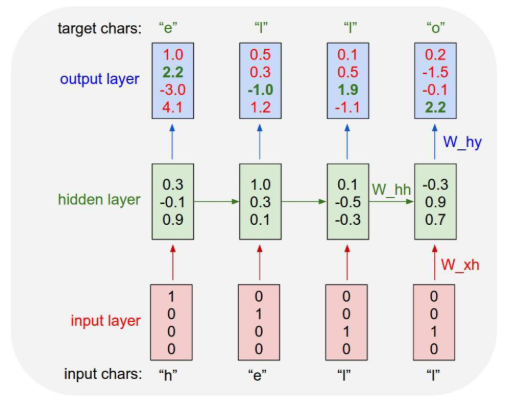 target chars: “e” “l” “l” “o”
output layer
1.0 0.5 0.1 0.2
2.2 0.3 0.5 -1.5
-3.0 -1.0 1.9 -0.1
4.1 1.2 -1.1 2.2
W_hy
hidden layer
0.3 1.0 0.1 -0.3
-0.1 0.3 -0.5 0.9
0.9 0.1 -0.3 0.7
W_hh
W_xh
input layer
1 0 0 0
0 1 0 0
0 0 1 1
0 0 0 0
input chars: “h” “e” “l” “l”